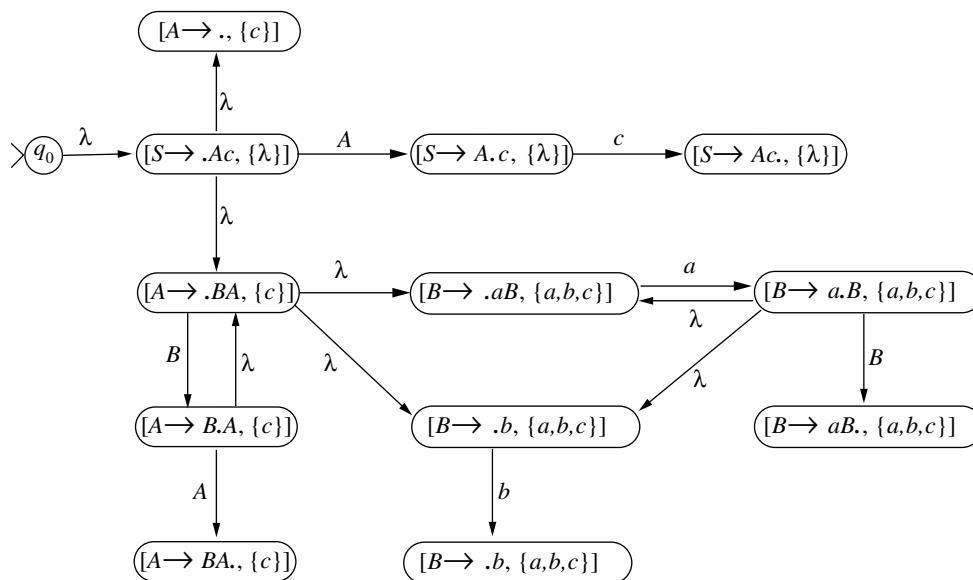 [A → ., {c}]
λ
q0 λ [S → .Ac, {λ}] A [S → A.c, {λ}] c [S → Ac., {λ}]
λ
[A → .BA, {c}] λ [B → .aB, {a,b,c}] a λ [B → a.B, {a,b,c}]
B λ λ λ B
[A → B.A, {c}] [B → .b, {a,b,c}] [B → aB., {a,b,c}]
A b
[A → BA., {c}] [B → .b, {a,b,c}]